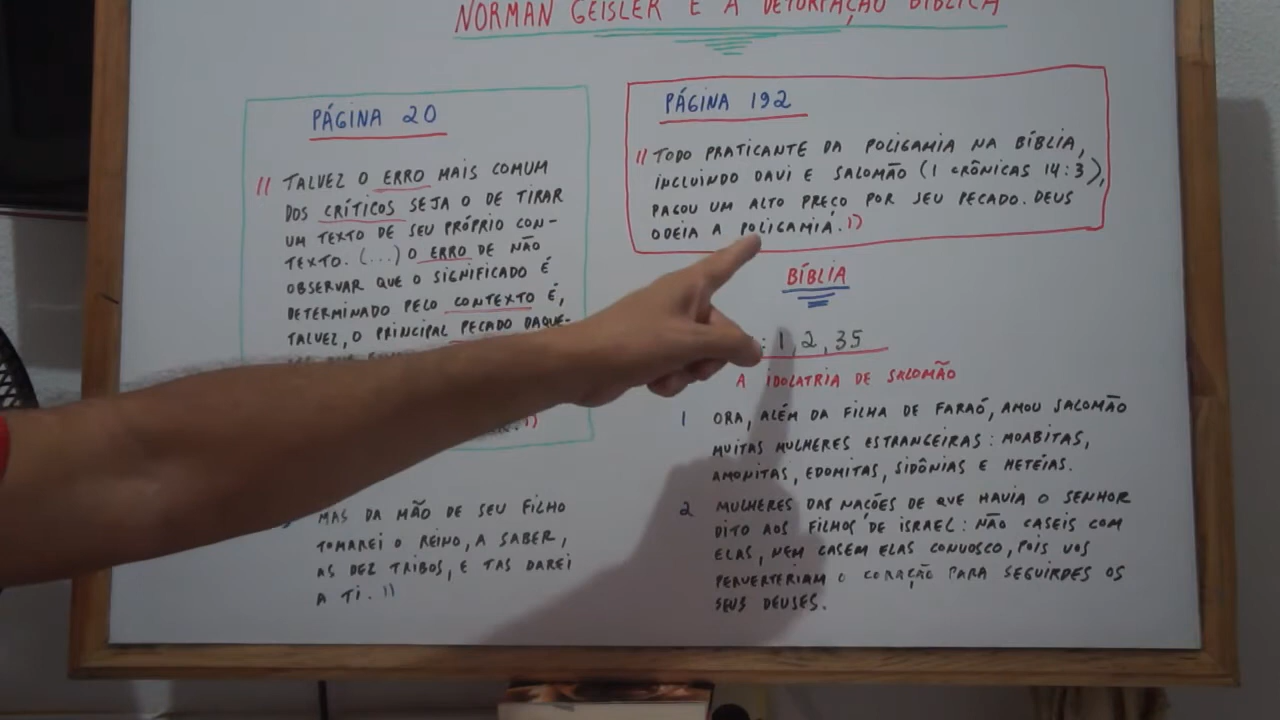 NORMAN GEISLER E A DETURPAÇÃO BÍBLICA
PÁGINA 20
" TALVEZ O ERRO MAIS COMUM
DOS CRÍTICOS SEJA O DE TIRAR
UM TEXTO DE SEU PRÓPRIO CON-
TEXTO. (...) O ERRO DE NÃO
OBSERVAR QUE O SIGNIFICADO É
DETERMINADO PELO CONTEXTO É,
TALVEZ, O PRINCIPAL PECADO DAQUE-
MAS DA MÃO DE SEU FILHO
TOMAREI O REINO, A SABER,
AS DEZ TRIBOS, E TAS DAREI
A TI. "
PÁGINA 192
" TODO PRATICANTE DA POLIGAMIA NA BÍBLIA,
INCLUINDO DAVI E SALOMÃO (1 CRÔNICAS 14:3),
PAGOU UM ALTO PREÇO POR SEU PECADO. DEUS
ODEIA A POLIGAMIA. "
BÍBLIA
: 1, 2, 35
A IDOLATRIA DE SALOMÃO
1 ORA, ALÉM DA FILHA DE FARAÓ, AMOU SALOMÃO
MUITAS MULHERES ESTRANGEIRAS: MOABITAS,
AMONITAS, EDOMITAS, SIDÔNIAS E HETÉIAS.
2 MULHERES DAS NAÇÕES DE QUE HAVIA O SENHOR
DITO AOS FILHOS DE ISRAEL: NÃO CASEIS COM
ELAS, NEM CASEM ELAS CONVOSCO, POIS VOS
PERVERTERIAM O CORAÇÃO PARA SEGUIRDES OS
SEUS DEUSES.